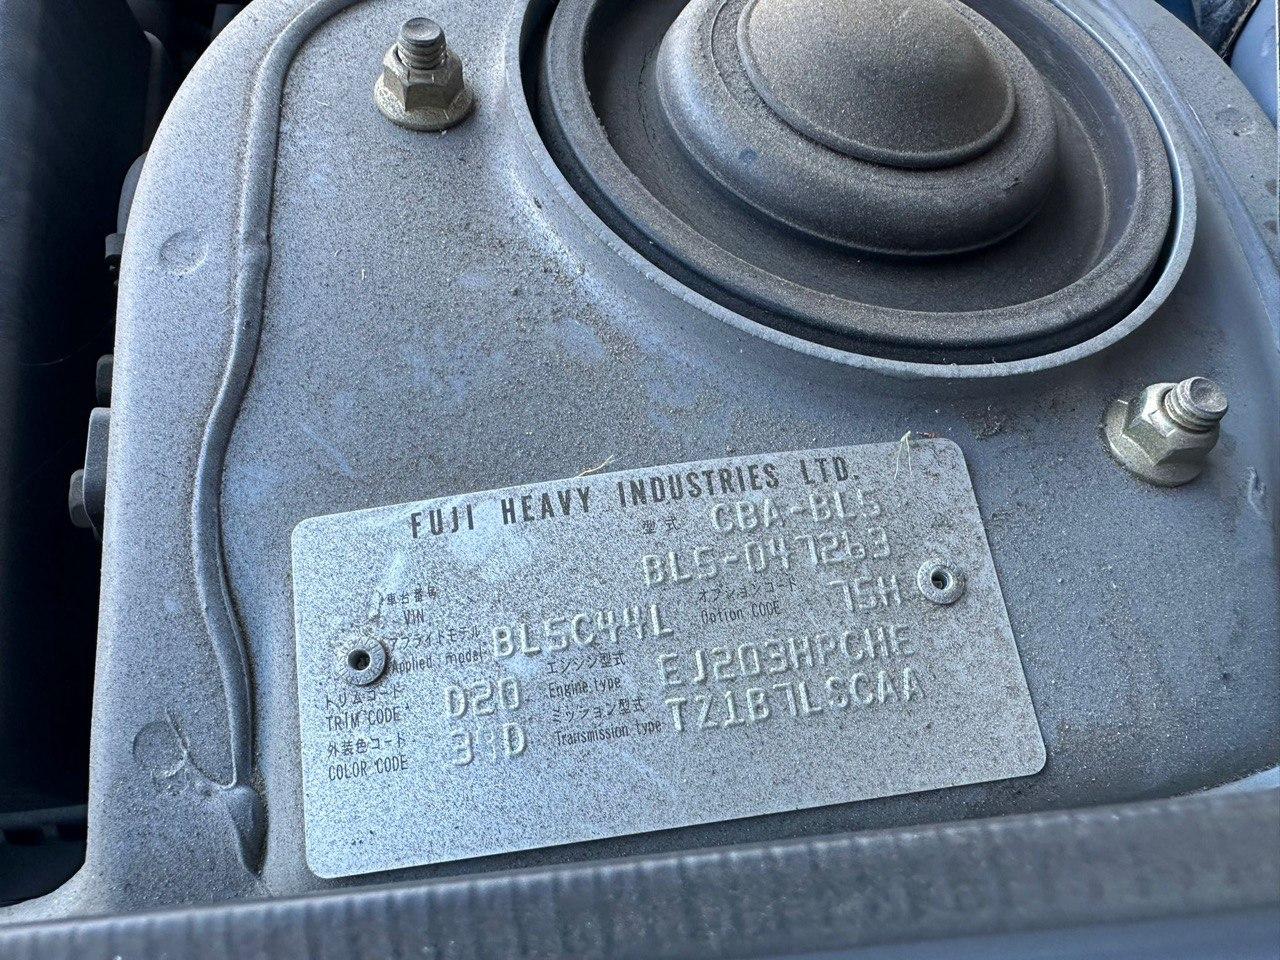 FUJI HEAVY INDUSTRIES LTD.
型式 CBA-BL5
車台番号 VIN BL5-047263
アプライドモデル Applied model BL5C44L オプションコード Option CODE 7SH
トリムコード TRIM CODE D20 エンジン型式 Engine type EJ203HPCHE
外装色コード COLOR CODE ミッション型式 Transmission type TZ1B7LSCAA